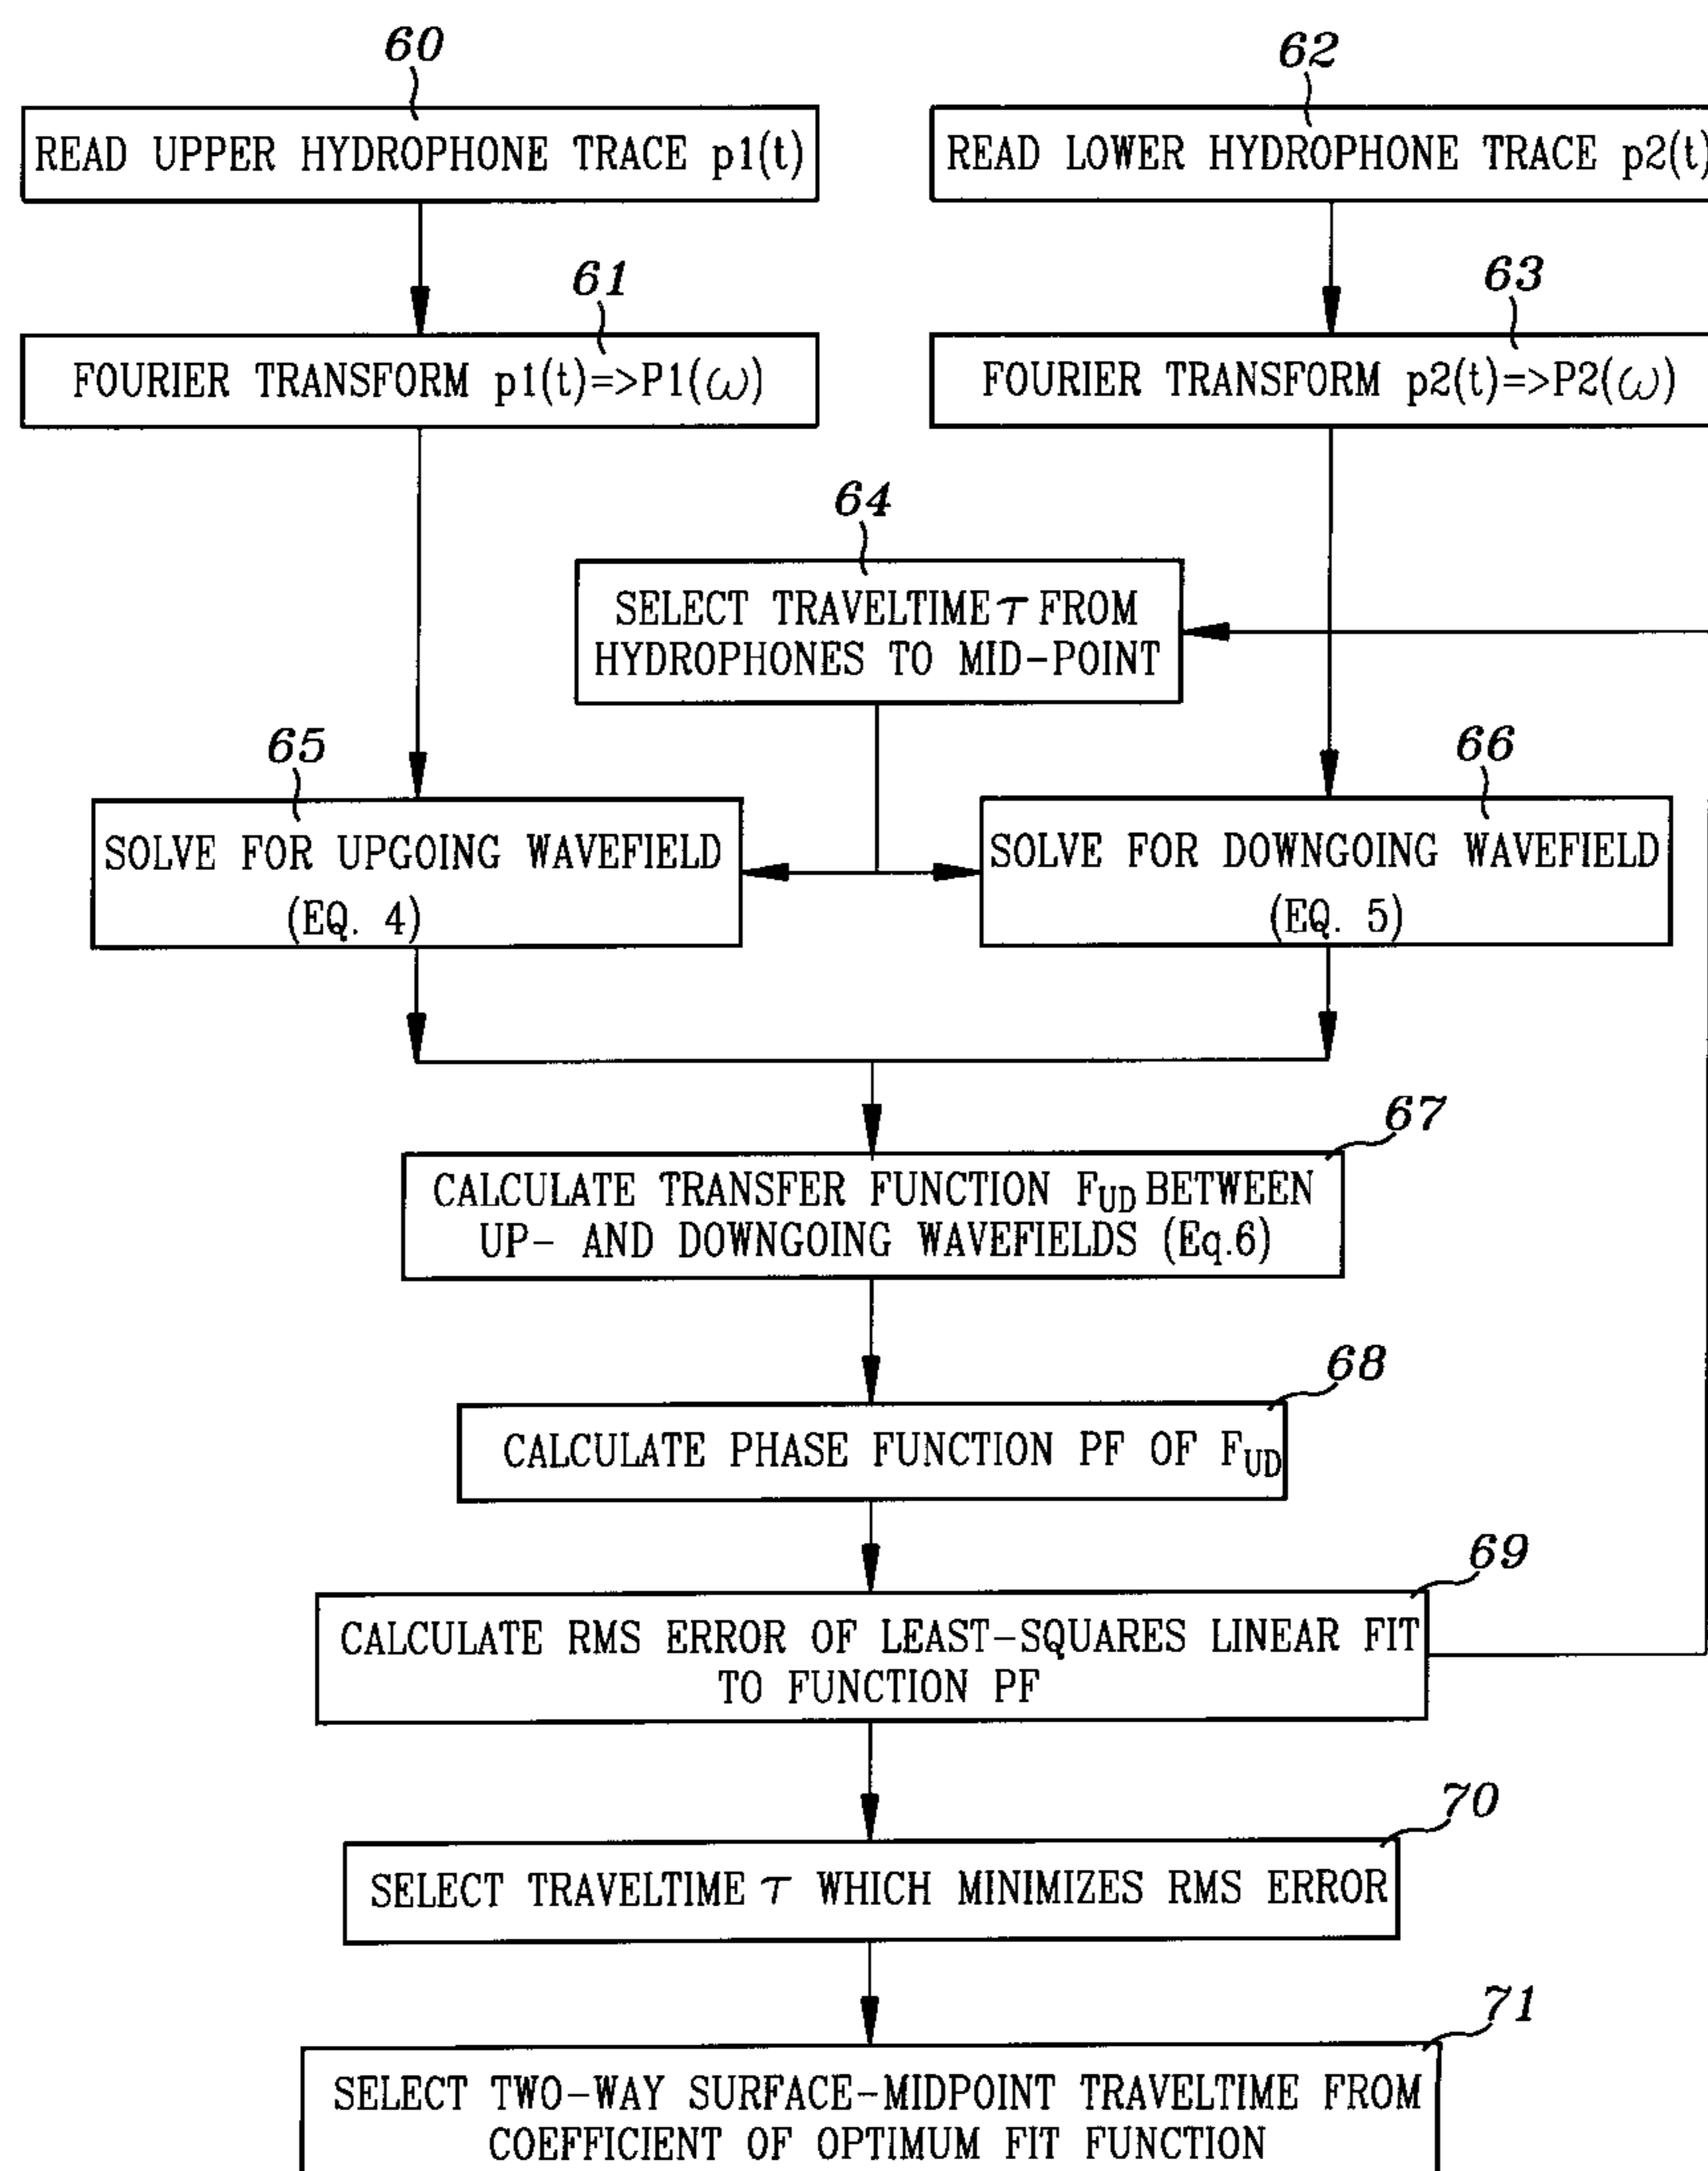 60
62
READ UPPER HYDROPHONE TRACE p1(t)
READ LOWER HYDROPHONE TRACE p2(t)
61
63
FOURIER TRANSFORM p1(t)=>P1(ω)
FOURIER TRANSFORM p2(t)=>P2(ω)
64
SELECT TRAVELTIME τ FROM
HYDROPHONES TO MID-POINT
65
66
SOLVE FOR UPGOING WAVEFIELD
(EQ. 4)
SOLVE FOR DOWNGOING WAVEFIELD
(EQ. 5)
67
CALCULATE TRANSFER FUNCTION FUD BETWEEN
UP- AND DOWNGOING WAVEFIELDS (Eq.6)
68
CALCULATE PHASE FUNCTION PF OF FUD
69
CALCULATE RMS ERROR OF LEAST-SQUARES LINEAR FIT
TO FUNCTION PF
70
SELECT TRAVELTIME τ WHICH MINIMIZES RMS ERROR
71
SELECT TWO-WAY SURFACE-MIDPOINT TRAVELTIME FROM
COEFFICIENT OF OPTIMUM FIT FUNCTION